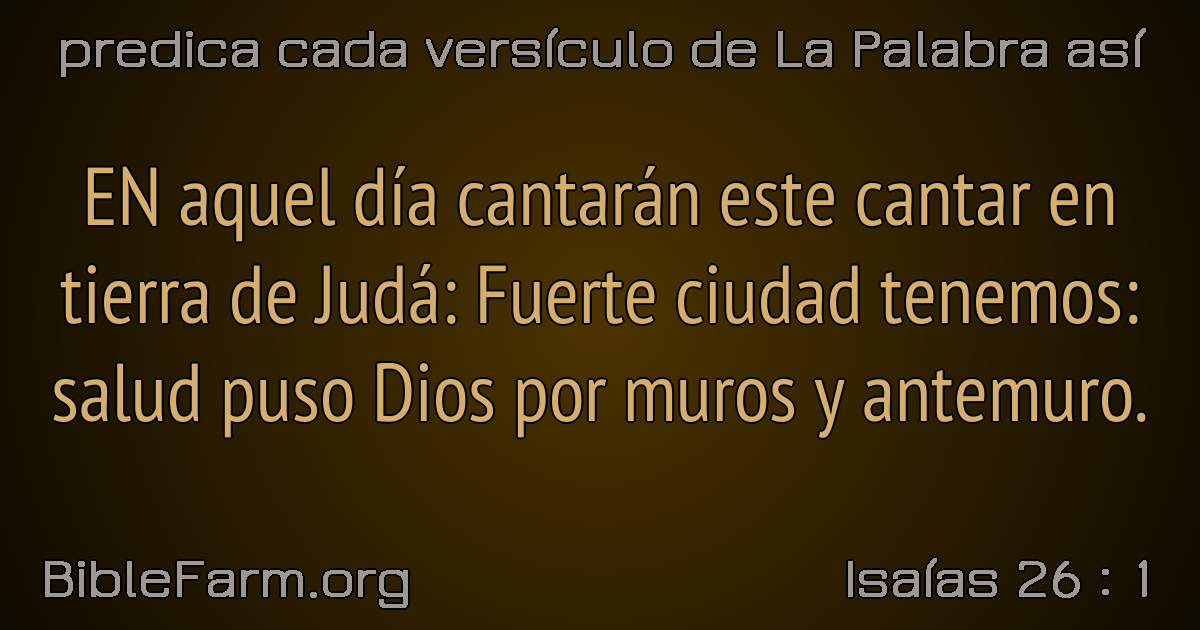 predica cada versículo de La Palabra así
EN aquel día cantarán este cantar en
tierra de Judá: Fuerte ciudad tenemos:
salud puso Dios por muros y antemuro.
BibleFarm.org
Isaías 26 : 1